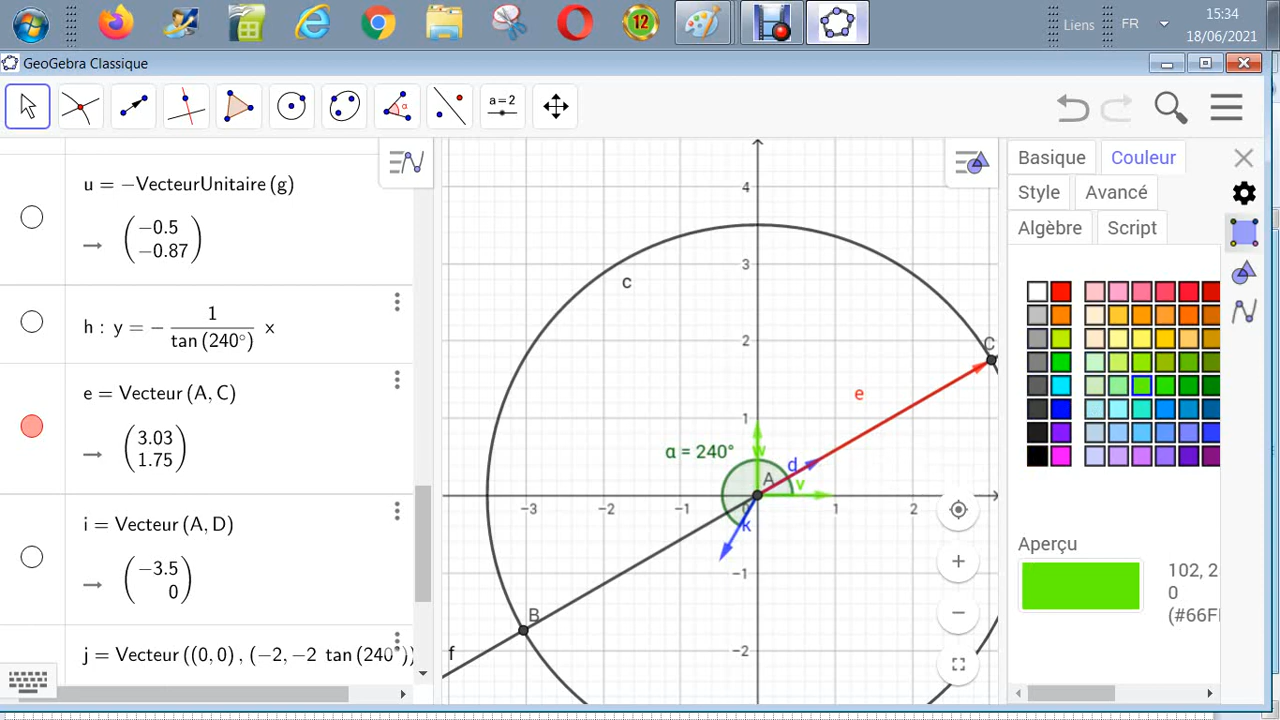 12
Liens
FR
15:34
18/06/2021
GeoGebra Classique
a = 2
u = −VecteurUnitaire (g)
→ (−0.5
−0.87)
h : y = − 1 / tan (240°) x
e = Vecteur (A, C)
→ (3.03
1.75)
i = Vecteur (A, D)
→ (−3.5
0)
j = Vecteur ((0, 0) , (−2, −2 tan (240°))
4
3
2
1
−3
−2
−1
0
1
2
−1
−2
c
C
e
α = 240°
w
d
A
v
k
B
f
Basique
Couleur
Style
Avancé
Algèbre
Script
Aperçu
102, 2
0
(#66F